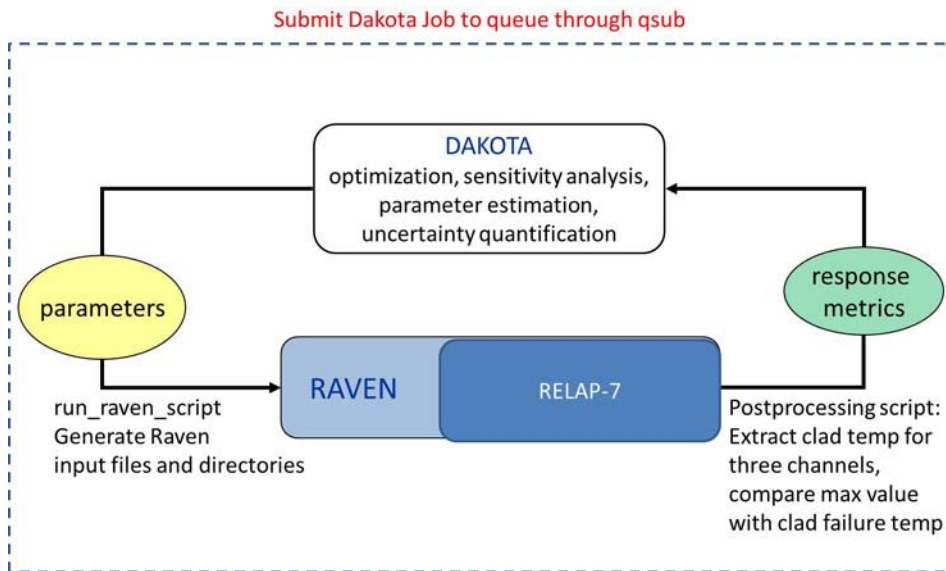 Submit Dakota Job to queue through qsub
DAKOTA
optimization, sensitivity analysis,
parameter estimation,
uncertainty quantification
parameters
response
metrics
RAVEN
RELAP-7
run_raven_script
Generate Raven
input files and directories
Postprocessing script:
Extract clad temp for
three channels,
compare max value
with clad failure temp